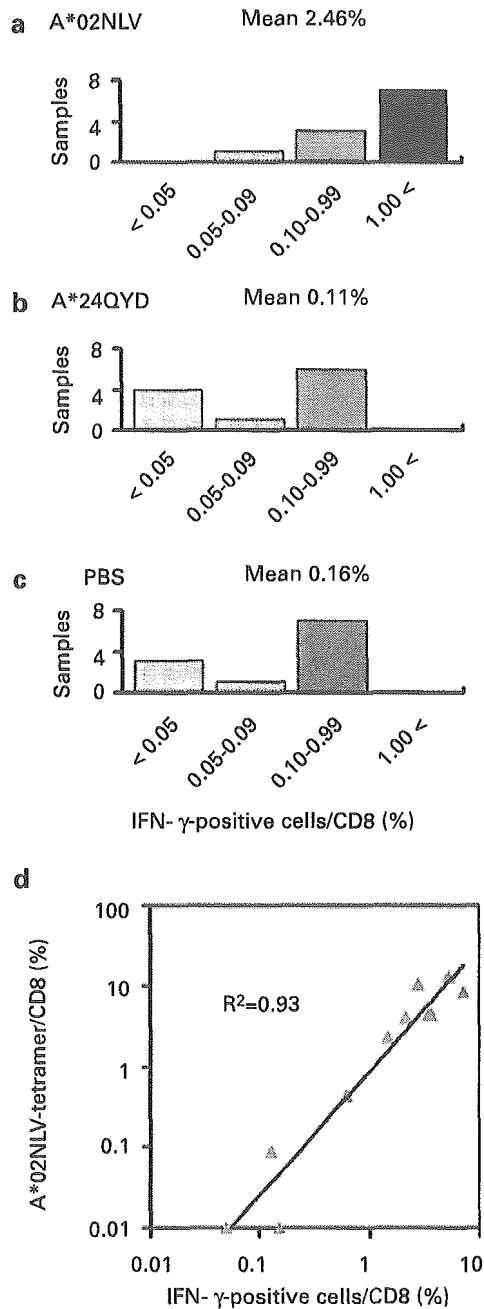 a A*02NLV Mean 2.46%
Samples
8
4
0
< 0.05 0.05-0.09 0.10-0.99 1.00 <
b A*24QYD Mean 0.11%
Samples
8
4
0
< 0.05 0.05-0.09 0.10-0.99 1.00 <
c PBS Mean 0.16%
Samples
8
4
0
< 0.05 0.05-0.09 0.10-0.99 1.00 <
IFN- γ-positive cells/CD8 (%)
d
A*02NLV-tetramer/CD8 (%)
100
10
1
0.1
0.01
R²=0.93
0.01 0.1 1 10
IFN- γ-positive cells/CD8 (%)